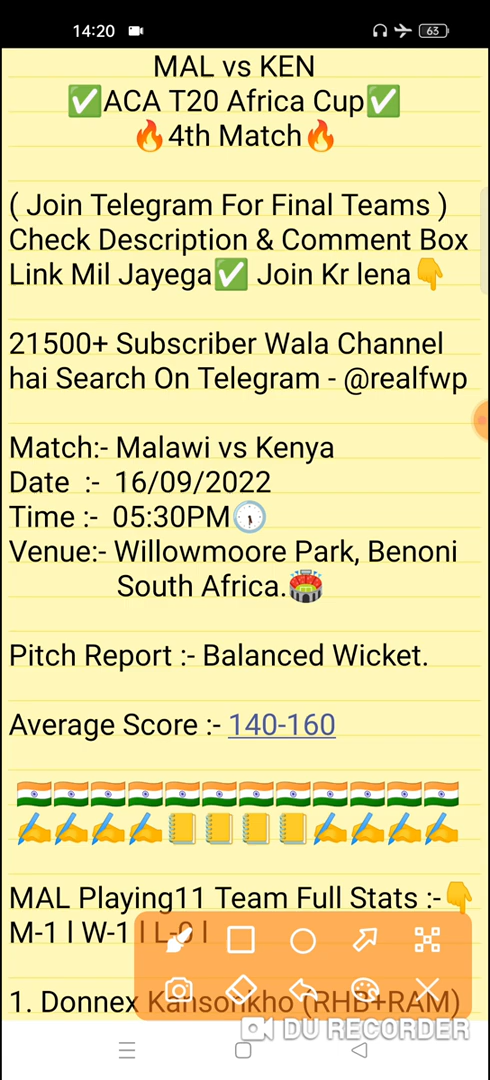 14:20
63
MAL vs KEN
✅ACA T20 Africa Cup✅
🔥4th Match🔥
( Join Telegram For Final Teams )
Check Description & Comment Box
Link Mil Jayega✅ Join Kr lena👇
21500+ Subscriber Wala Channel
hai Search On Telegram - @realfwp
Match:- Malawi vs Kenya
Date :- 16/09/2022
Time :- 05:30PM🕠
Venue:- Willowmoore Park, Benoni
South Africa.🏟️
Pitch Report :- Balanced Wicket.
Average Score :- 140-160
🇮🇳🇮🇳🇮🇳🇮🇳🇮🇳🇮🇳🇮🇳🇮🇳🇮🇳🇮🇳🇮🇳🇮🇳
✍️✍️✍️✍️📒📒📒📒✍️✍️✍️✍️
MAL Playing11 Team Full Stats :-👇
M-1 l W-1 l L-0 l
1. Donnex Kansonkho (RHB+RAM)
DU RECORDER